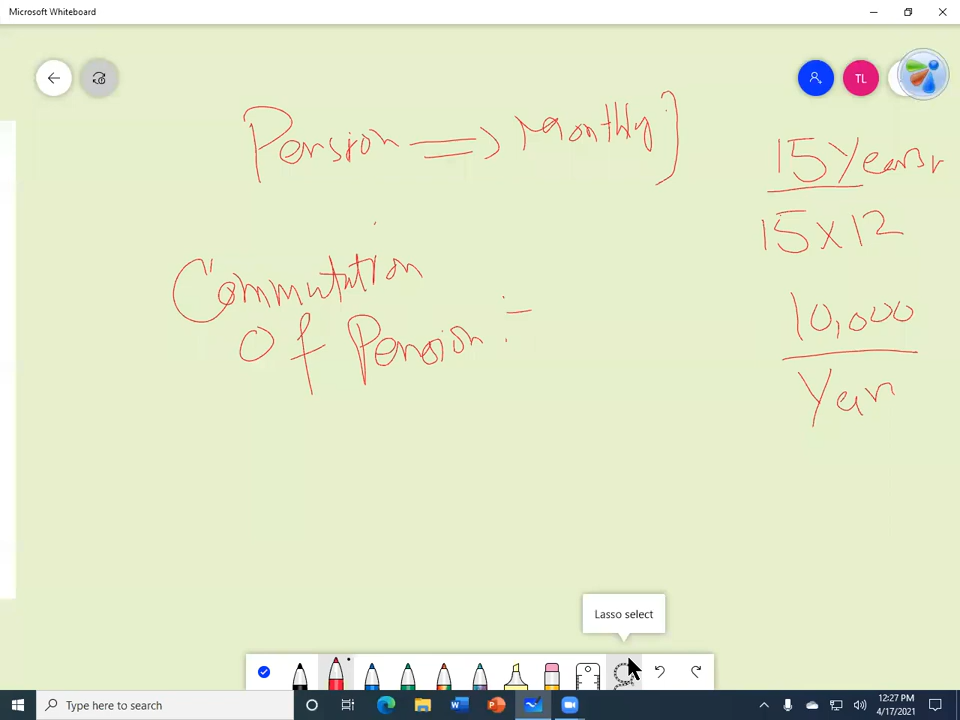 Microsoft Whiteboard
TL
Pension => Monthly]
15 Years
15 x 12
Commutation
Of Pension :-
10,000
Year
Lasso select
Type here to search
12:27 PM
4/17/2021